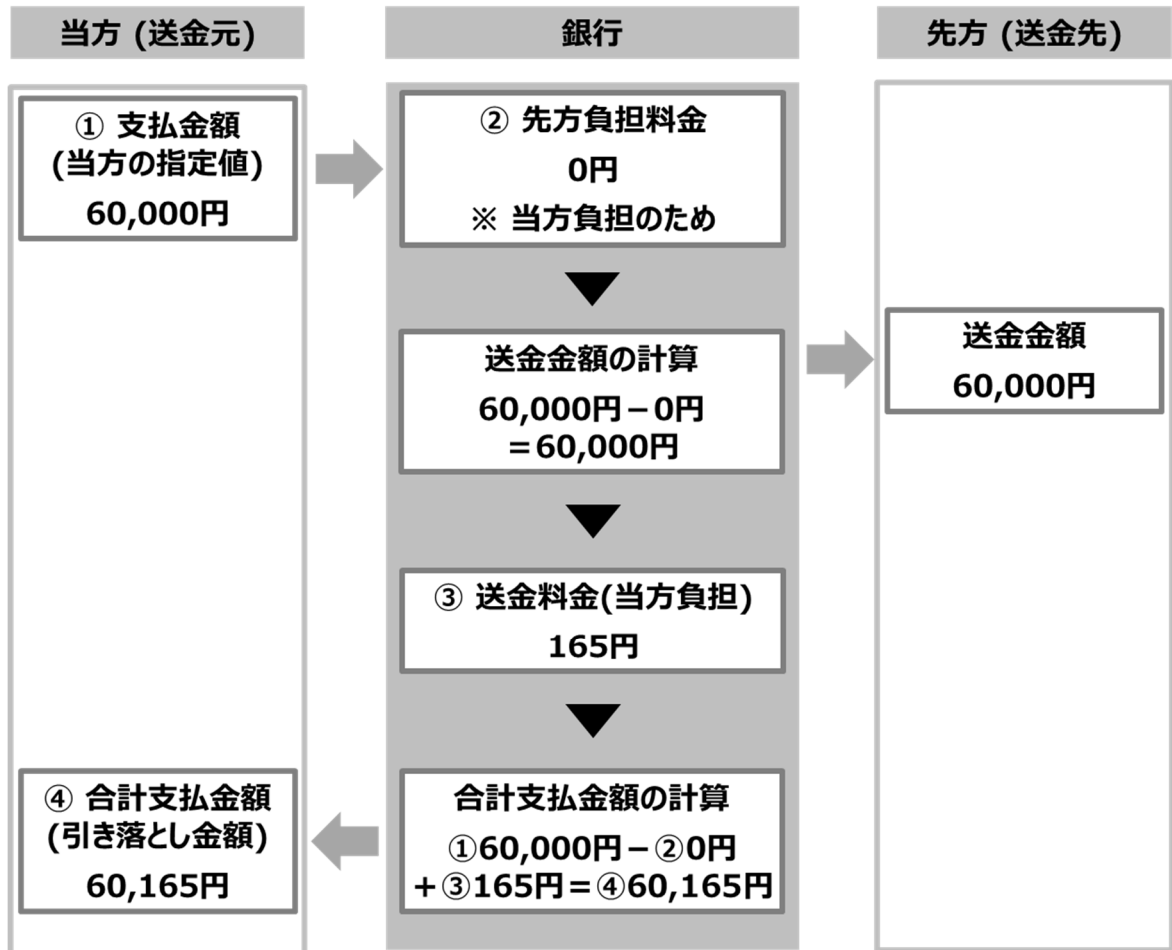 当方 (送金元)
銀行
先方 (送金先)
① 支払金額
(当方の指定値)
60,000円
② 先方負担料金
0円
※ 当方負担のため
送金金額の計算
60,000円－0円
＝60,000円
送金金額
60,000円
③ 送金料金(当方負担)
165円
合計支払金額の計算
①60,000円－②0円
＋③165円＝④60,165円
④ 合計支払金額
(引き落とし金額)
60,165円